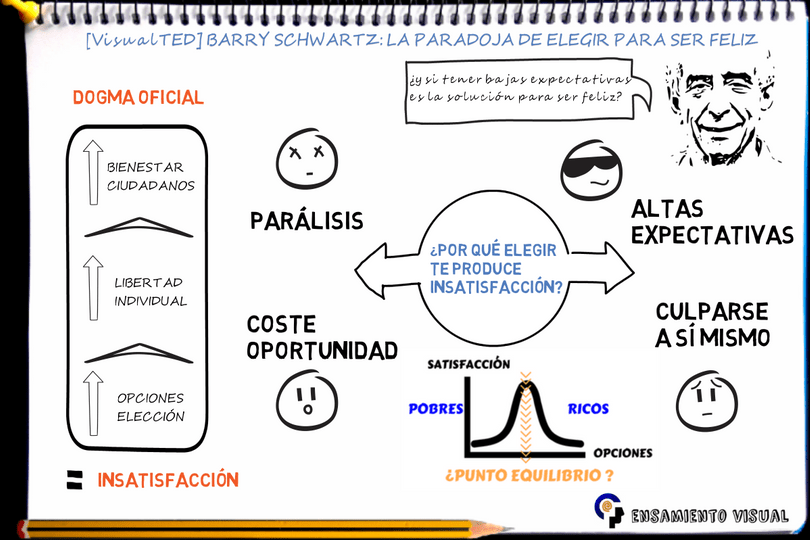 [VisualTED] BARRY SCHWARTZ: LA PARADOJA DE ELEGIR PARA SER FELIZ
¿y si tener bajas expectativas
es la solución para ser feliz?
DOGMA OFICIAL
BIENESTAR
CIUDADANOS
LIBERTAD
INDIVIDUAL
OPCIONES
ELECCIÓN
= INSATISFACCIÓN
PARÁLISIS
ALTAS
EXPECTATIVAS
¿POR QUÉ ELEGIR
TE PRODUCE
INSATISFACCIÓN?
COSTE
OPORTUNIDAD
CULPARSE
A SÍ MISMO
SATISFACCIÓN
POBRES
RICOS
OPCIONES
¿PUNTO EQUILIBRIO ?
PENSAMIENTO VISUAL